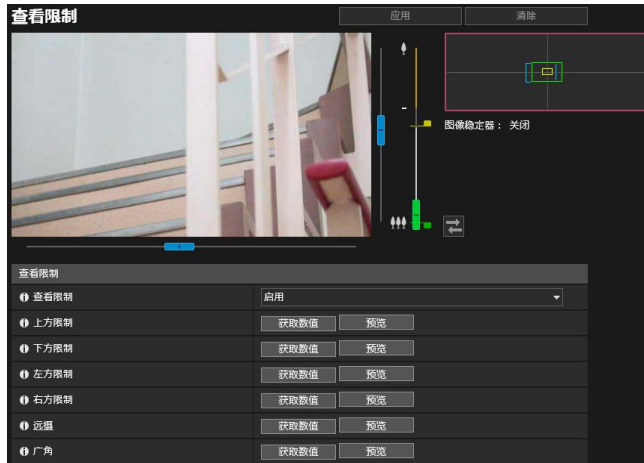 查看限制
应用
清除
图像稳定器： 关闭
查看限制
查看限制
启用
上方限制
获取数值
预览
下方限制
获取数值
预览
左方限制
获取数值
预览
右方限制
获取数值
预览
远摄
获取数值
预览
广角
获取数值
预览